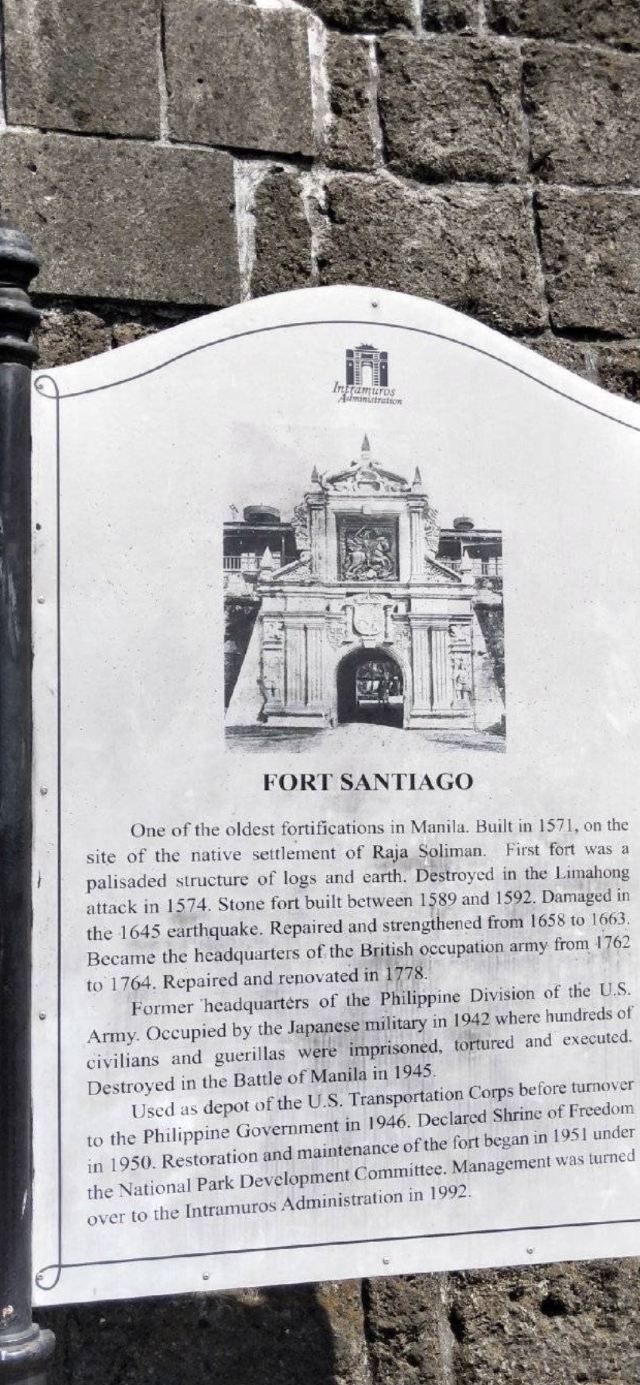 Intramuros
Administration
FORT SANTIAGO
One of the oldest fortifications in Manila. Built in 1571, on the
site of the native settlement of Raja Soliman. First fort was a
palisaded structure of logs and earth. Destroyed in the Limahong
attack in 1574. Stone fort built between 1589 and 1592. Damaged in
the 1645 earthquake. Repaired and strengthened from 1658 to 1663.
Became the headquarters of the British occupation army from 1762
to 1764. Repaired and renovated in 1778.
Former headquarters of the Philippine Division of the U.S.
Army. Occupied by the Japanese military in 1942 where hundreds of
civilians and guerillas were imprisoned, tortured and executed.
Destroyed in the Battle of Manila in 1945.
Used as depot of the U.S. Transportation Corps before turnover
to the Philippine Government in 1946. Declared Shrine of Freedom
in 1950. Restoration and maintenance of the fort began in 1951 under
the National Park Development Committee. Management was turned
over to the Intramuros Administration in 1992.